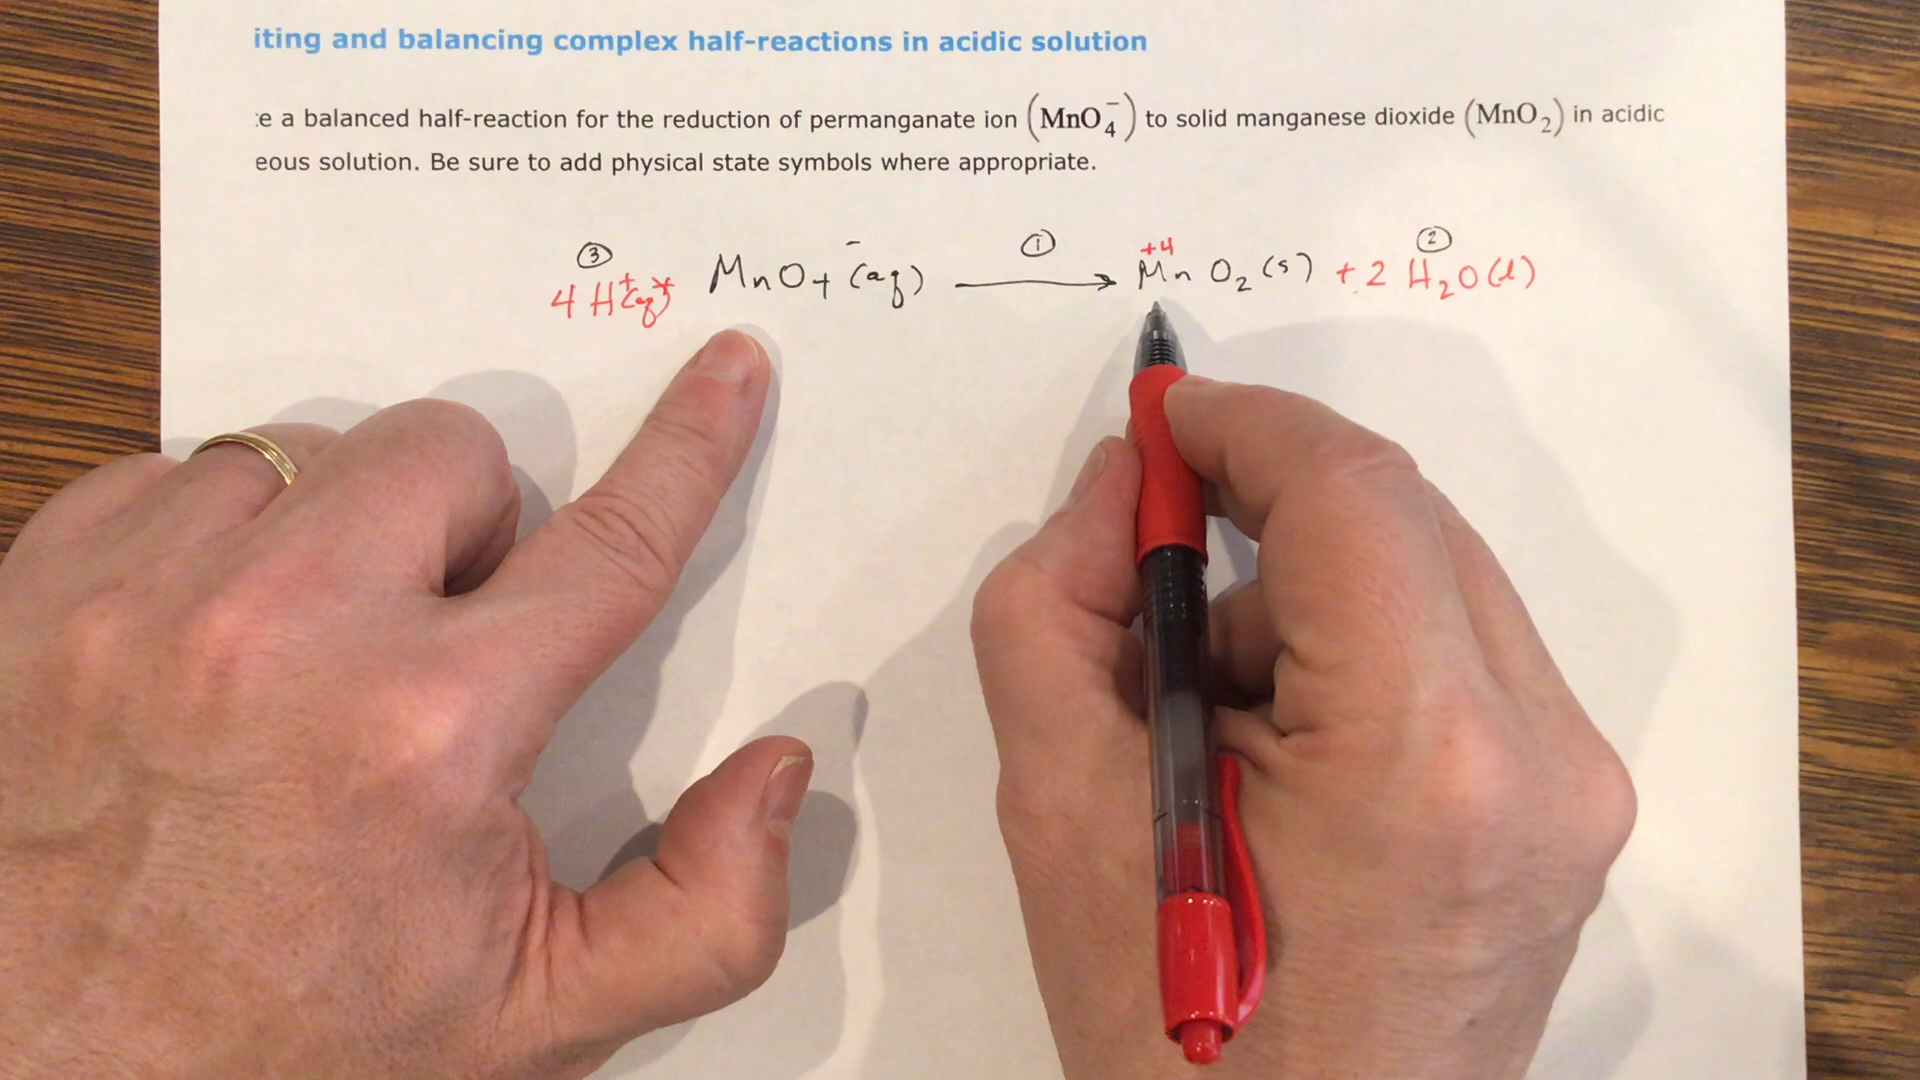 iting and balancing complex half-reactions in acidic solution
:e a balanced half-reaction for the reduction of permanganate ion (MnO₄⁻) to solid manganese dioxide (MnO₂) in acidic
eous solution. Be sure to add physical state symbols where appropriate.
③ ① +4 ②
4 H⁺(aq)+ MnO4⁻ (aq) → MnO₂ (s) + 2 H₂O(l)